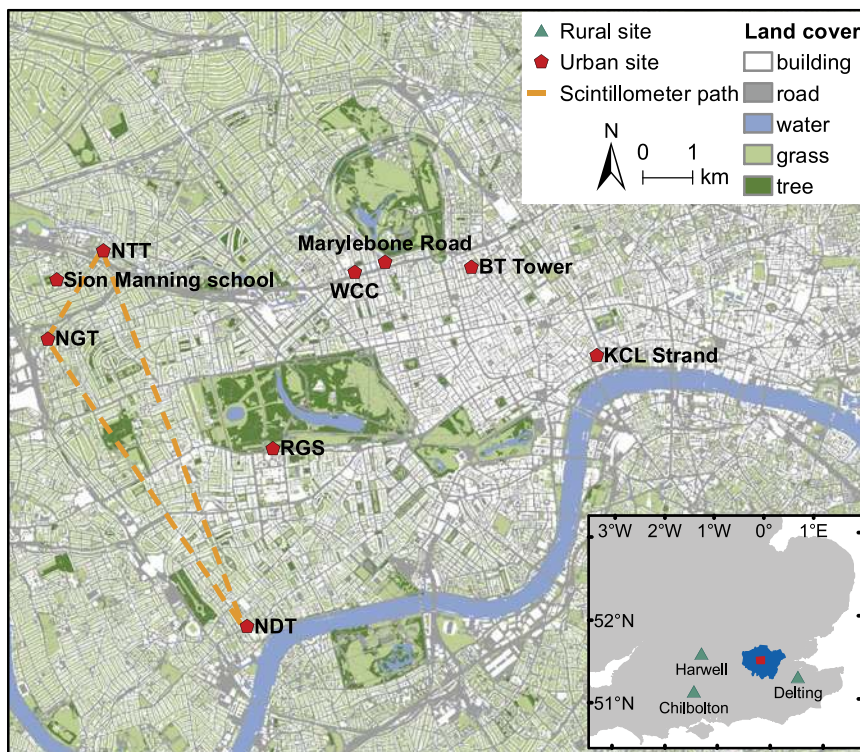 Rural site
Urban site
Scintillometer path
N
0 1
km
Land cover
building
road
water
grass
tree
NTT
Sion Manning school
NGT
Marylebone Road
WCC
BT Tower
KCL Strand
RGS
NDT
3°W 2°W 1°W 0° 1°E
52°N
51°N
Harwell
Chilbolton
Delting